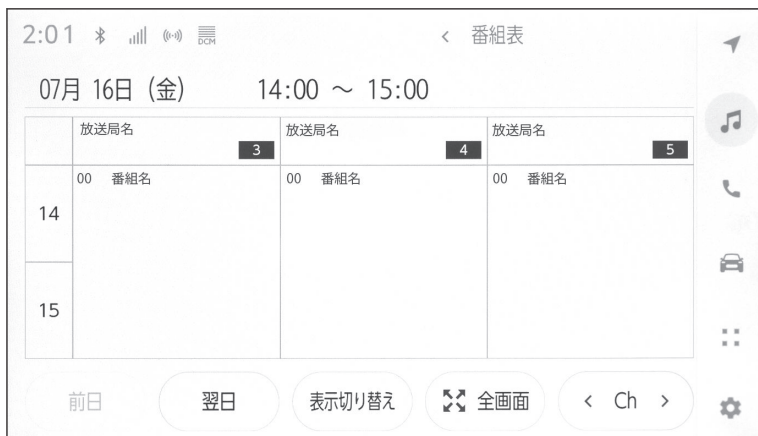 2:01 DCM < 番組表
07月 16日 (金) 14:00 ～ 15:00
放送局名 3 放送局名 4 放送局名 5
00 番組名 00 番組名 00 番組名
14
15
前日 翌日 表示切り替え 全画面 < Ch >